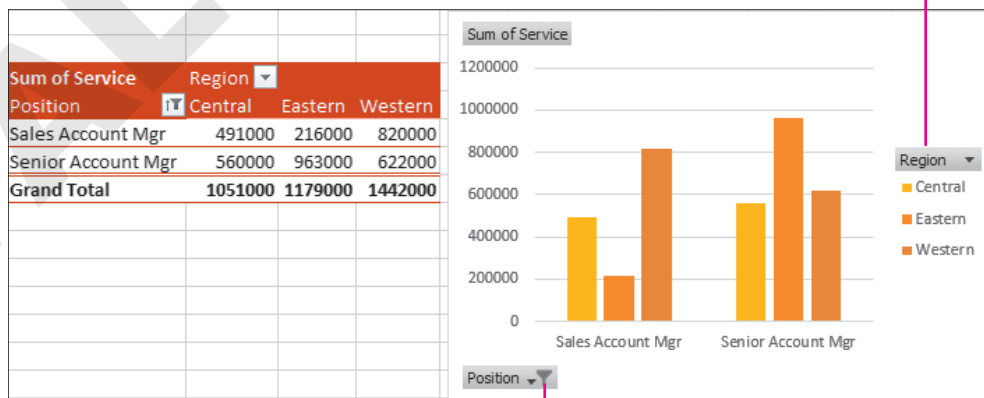 Sum of Service Region
Position Central Eastern Western
Sales Account Mgr 491000 216000 820000
Senior Account Mgr 560000 963000 622000
Grand Total 1051000 1179000 1442000
Sum of Service
1200000
1000000
800000
600000
400000
200000
0
Sales Account Mgr Senior Account Mgr
Position
Region
Central
Eastern
Western